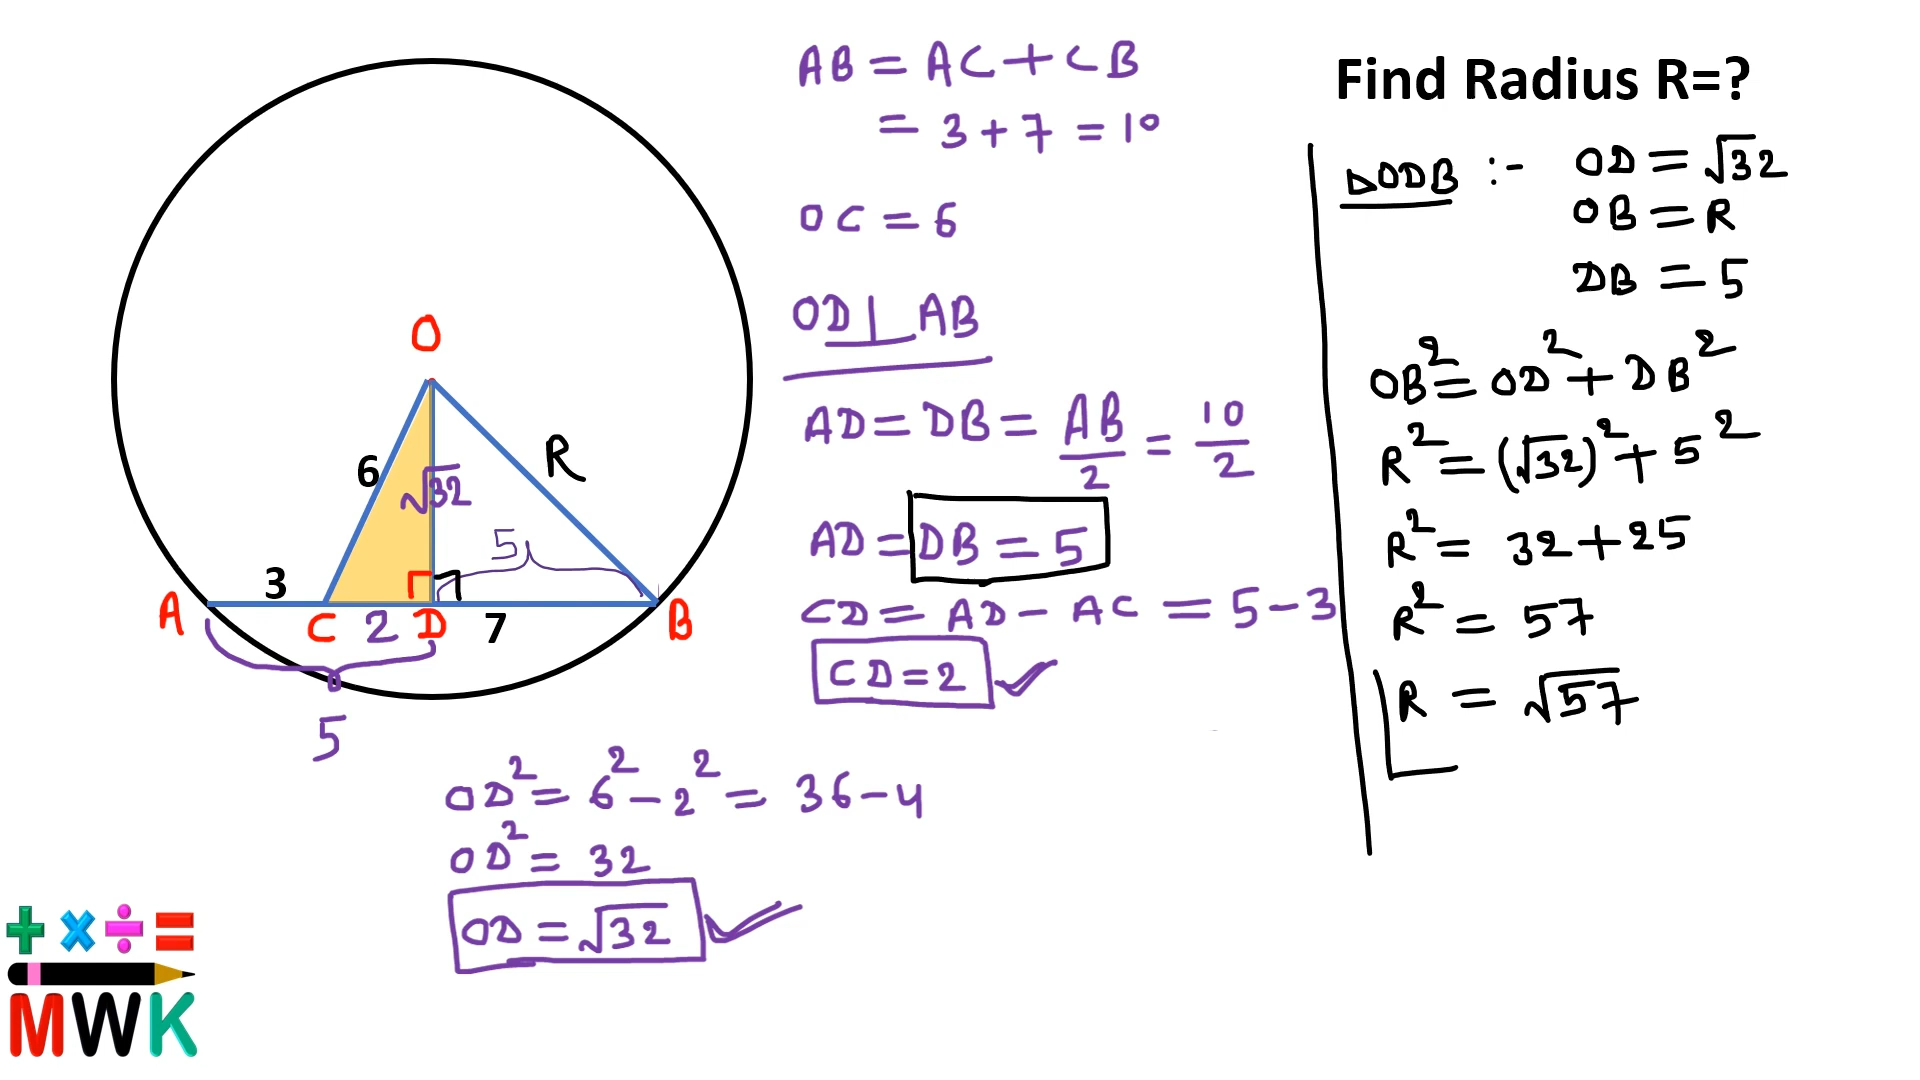 Find Radius R=?
O
6
√32
R
5
3
A
C
2
D
7
B
5
AB = AC + CB
= 3 + 7 = 10
OC = 6
OD ⊥ AB
AD = DB = AB/2 = 10/2
AD = DB = 5
CD = AD - AC = 5 - 3
CD = 2 ✓
OD² = 6² - 2² = 36 - 4
OD² = 32
OD = √32 ✓
△ODB :- OD = √32
OB = R
DB = 5
OB² = OD² + DB²
R² = (√32)² + 5²
R² = 32 + 25
R² = 57
R = √57
+ × ÷ =
MWK